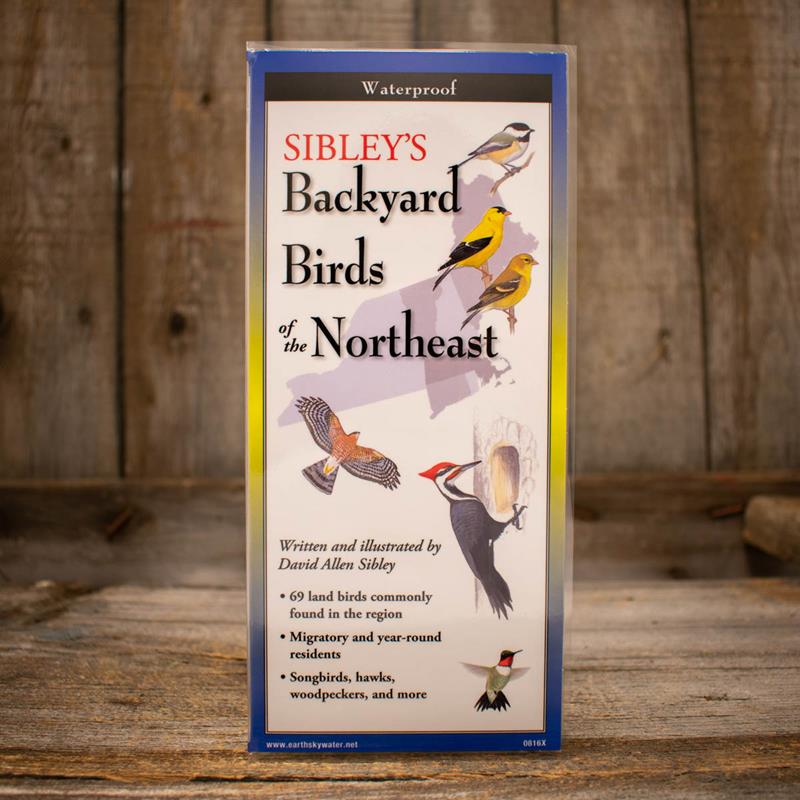 Waterproof
SIBLEY'S
Backyard
Birds
of the Northeast
Written and illustrated by
David Allen Sibley
• 69 land birds commonly
found in the region
• Migratory and year-round
residents
• Songbirds, hawks,
woodpeckers, and more
www.earthskywater.net 0816X